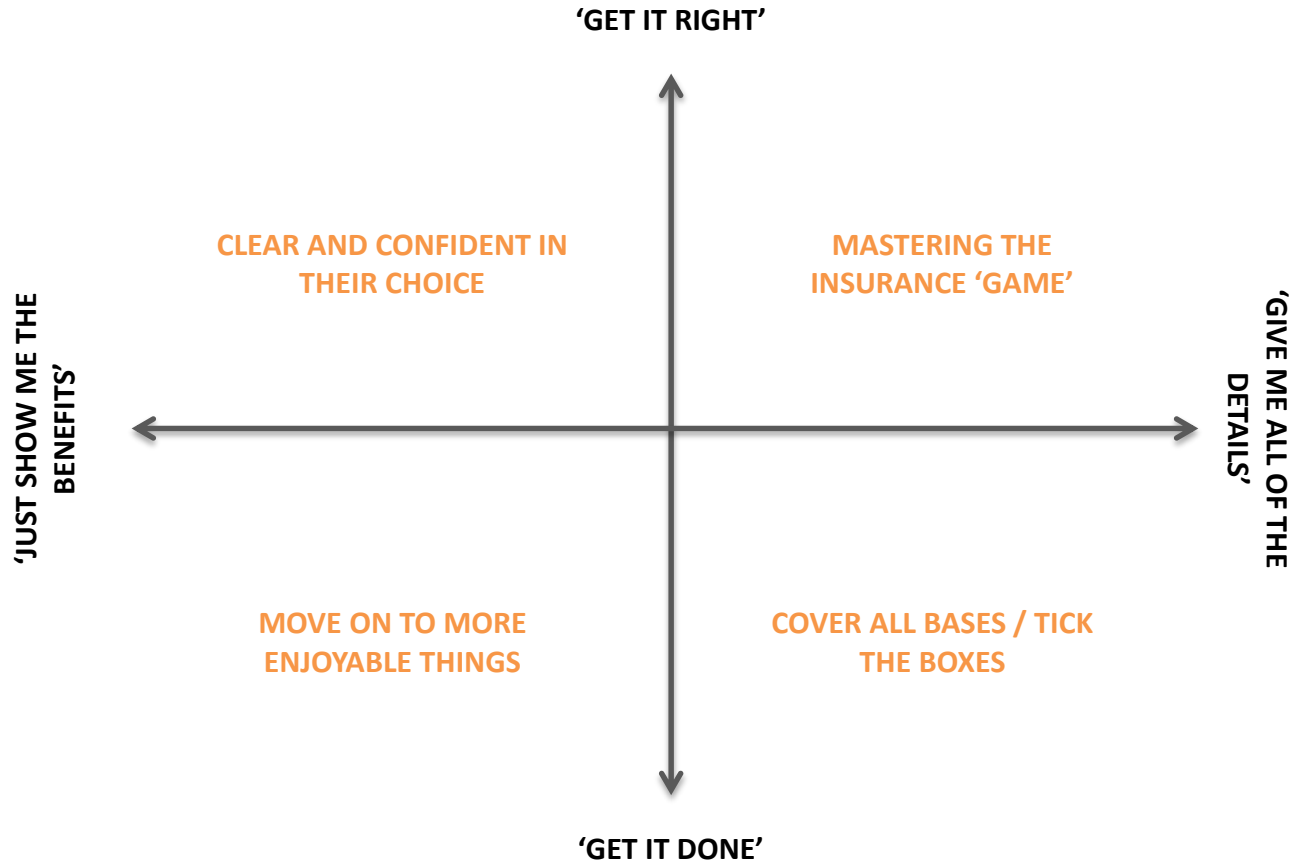 ‘GET IT RIGHT’
CLEAR AND CONFIDENT IN
THEIR CHOICE
MASTERING THE
INSURANCE ‘GAME’
‘JUST SHOW ME THE
BENEFITS’
‘GIVE ME ALL OF THE
DETAILS’
MOVE ON TO MORE
ENJOYABLE THINGS
COVER ALL BASES / TICK
THE BOXES
‘GET IT DONE’